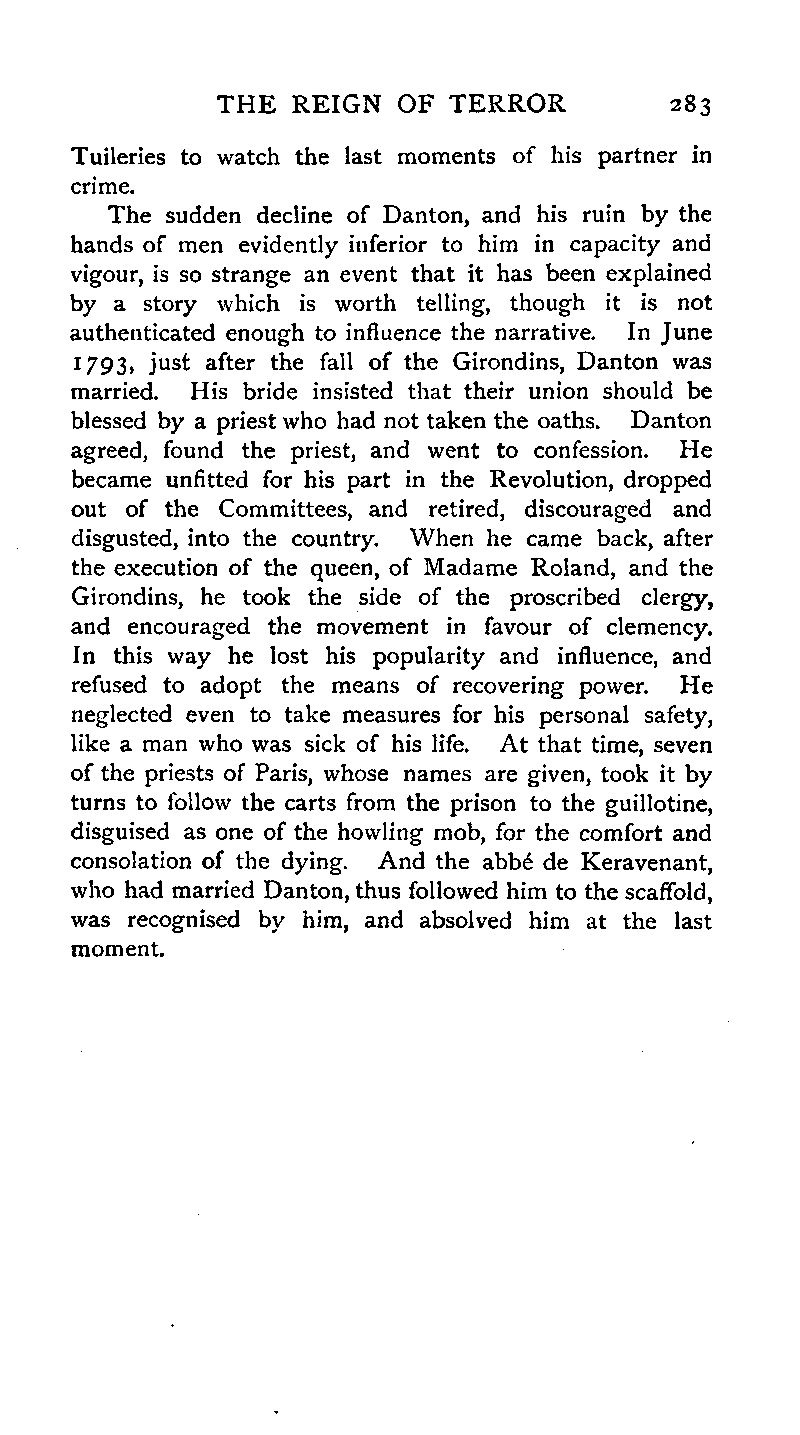 THE REIGN OF TERROR 283
Tuileries to watch the last moments of his partner in
crime.
The sudden decline of Danton, and his ruin by the
hands of men evidently inferior to him in capacity and
vigour, is so strange an event that it has been explained
by a story which is worth telling, though it is not
authenticated enough to influence the narrative. In June
1793, just after the fall of the Girondins, Danton was
married. His bride insisted that their union should be
blessed by a priest who had not taken the oaths. Danton
agreed, found the priest, and went to confession. He
became unfitted for his part in the Revolution, dropped
out of the Committees, and retired, discouraged and
disgusted, into the country. When he came back, after
the execution of the queen, of Madame Roland, and the
Girondins, he took the side of the proscribed clergy,
and encouraged the movement in favour of clemency.
In this way he lost his popularity and influence, and
refused to adopt the means of recovering power. He
neglected even to take measures for his personal safety,
like a man who was sick of his life. At that time, seven
of the priests of Paris, whose names are given, took it by
turns to follow the carts from the prison to the guillotine,
disguised as one of the howling mob, for the comfort and
consolation of the dying. And the abbé de Keravenant,
who had married Danton, thus followed him to the scaffold,
was recognised by him, and absolved him at the last
moment.